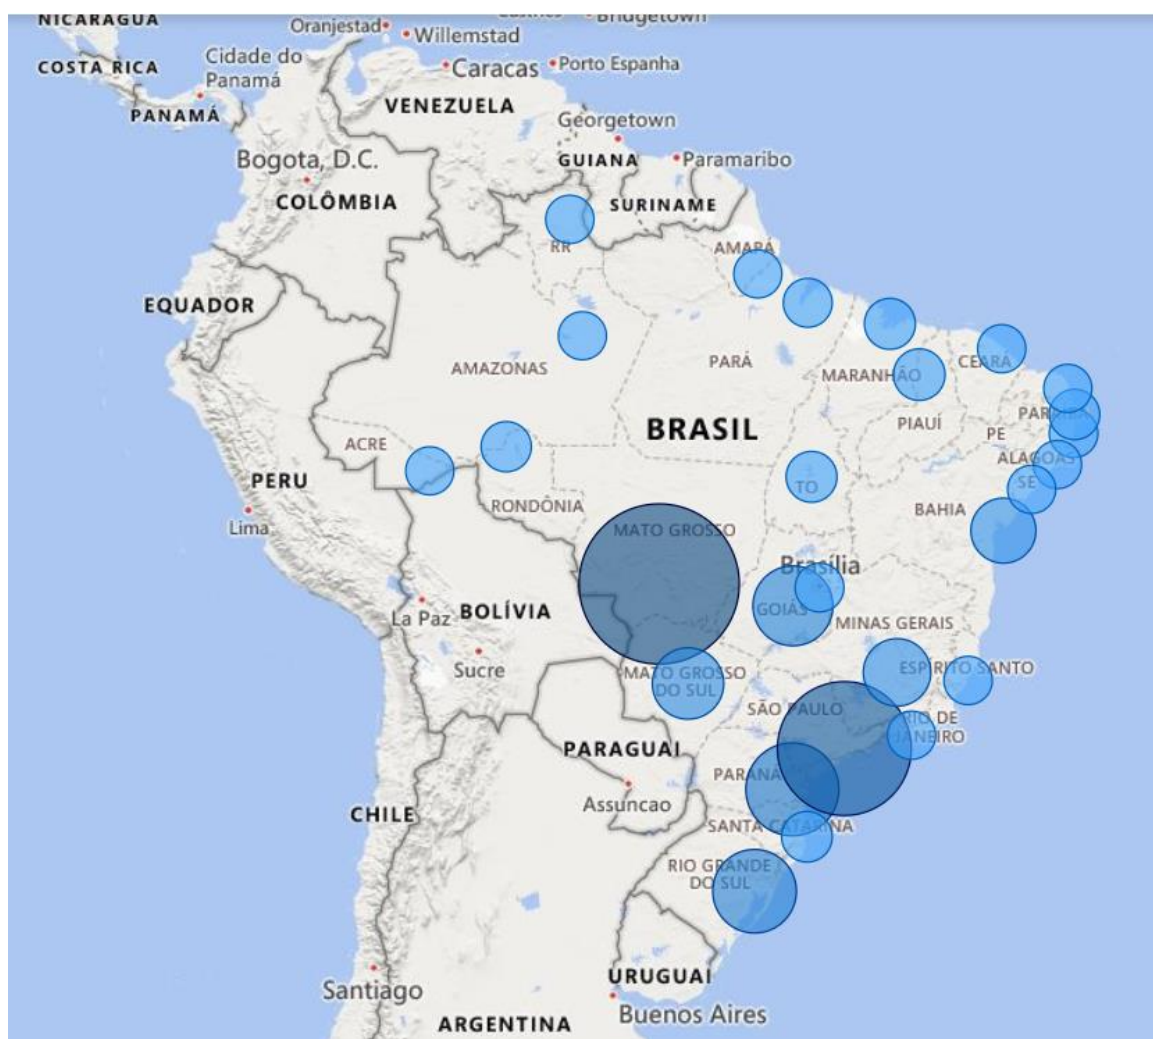 NICARÁGUA
Oranjestad
Willemstad
Bridgetown
COSTA RICA
Cidade do
Panamá
Caracas
Porto Espanha
PANAMÁ
VENEZUELA
Georgetown
Bogota, D.C.
GUIANA
Paramaribo
COLÔMBIA
SURINAME
RR
AMAPÁ
EQUADOR
AMAZONAS
PARÁ
MARANHÃO
CEARÁ
BRASIL
PIAUÍ
PE
ACRE
ALAGOAS
PERU
TO
SE
RONDÔNIA
BAHIA
Lima
MATO GROSSO
Brasília
La Paz
BOLÍVIA
GOIÁS
MINAS GERAIS
Sucre
MATO GROSSO
DO SUL
ESPÍRITO SANTO
SÃO PAULO
RIO DE
JANEIRO
PARAGUAI
PARANÁ
Assuncao
CHILE
SANTA CATARINA
RIO GRANDE
DO SUL
URUGUAI
Santiago
Buenos Aires
ARGENTINA